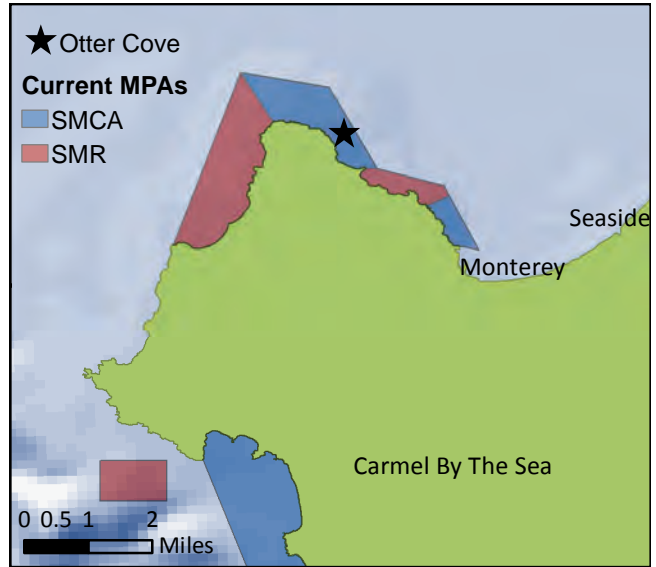 Otter Cove
Current MPAs
SMCA
SMR
Seaside
Monterey
Carmel By The Sea
0 0.5 1 2
Miles